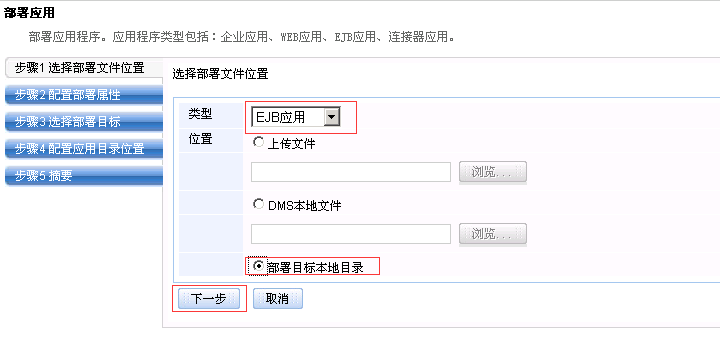 部署应用
部署应用程序。应用程序类型包括：企业应用、WEB应用、EJB应用、连接器应用。
步骤1 选择部署文件位置
步骤2 配置部署属性
步骤3 选择部署目标
步骤4 配置应用目录位置
步骤5 摘要
选择部署文件位置
类型 EJB应用
位置 上传文件
浏览...
DMS本地文件
浏览...
部署目标本地目录
下一步 取消